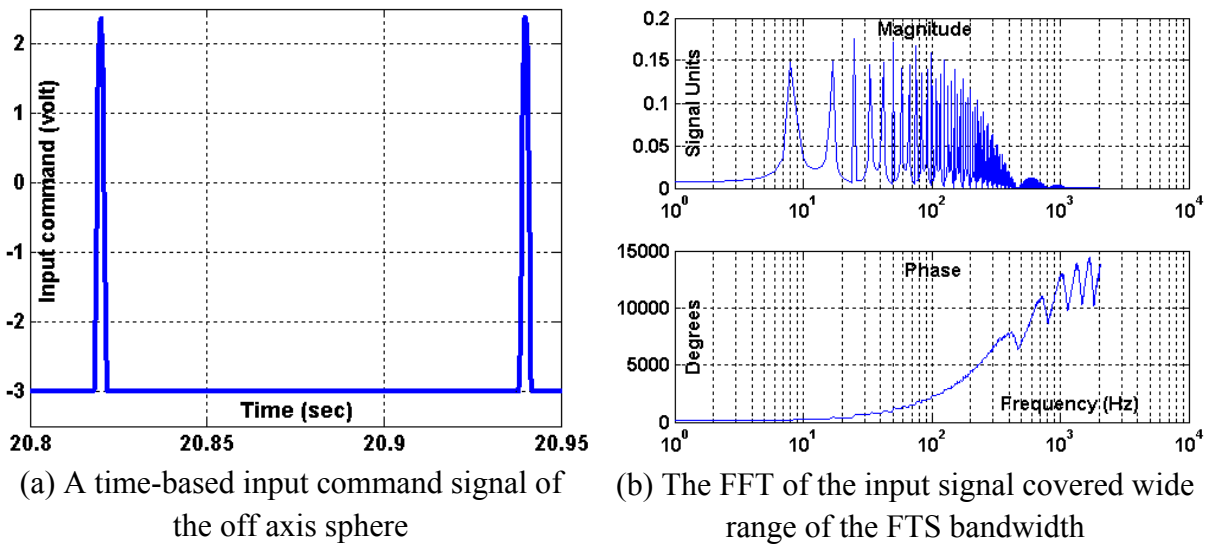 2
1
0
-1
-2
-3
Input command (volt)
Time (sec)
20.8 20.85 20.9 20.95
(a) A time-based input command signal of
the off axis sphere
0.2
0.15
0.1
0.05
0
Signal Units
Magnitude
10^0 10^1 10^2 10^3 10^4
15000
10000
5000
0
Degrees
Phase
Frequency (Hz)
10^0 10^1 10^2 10^3 10^4
(b) The FFT of the input signal covered wide
range of the FTS bandwidth